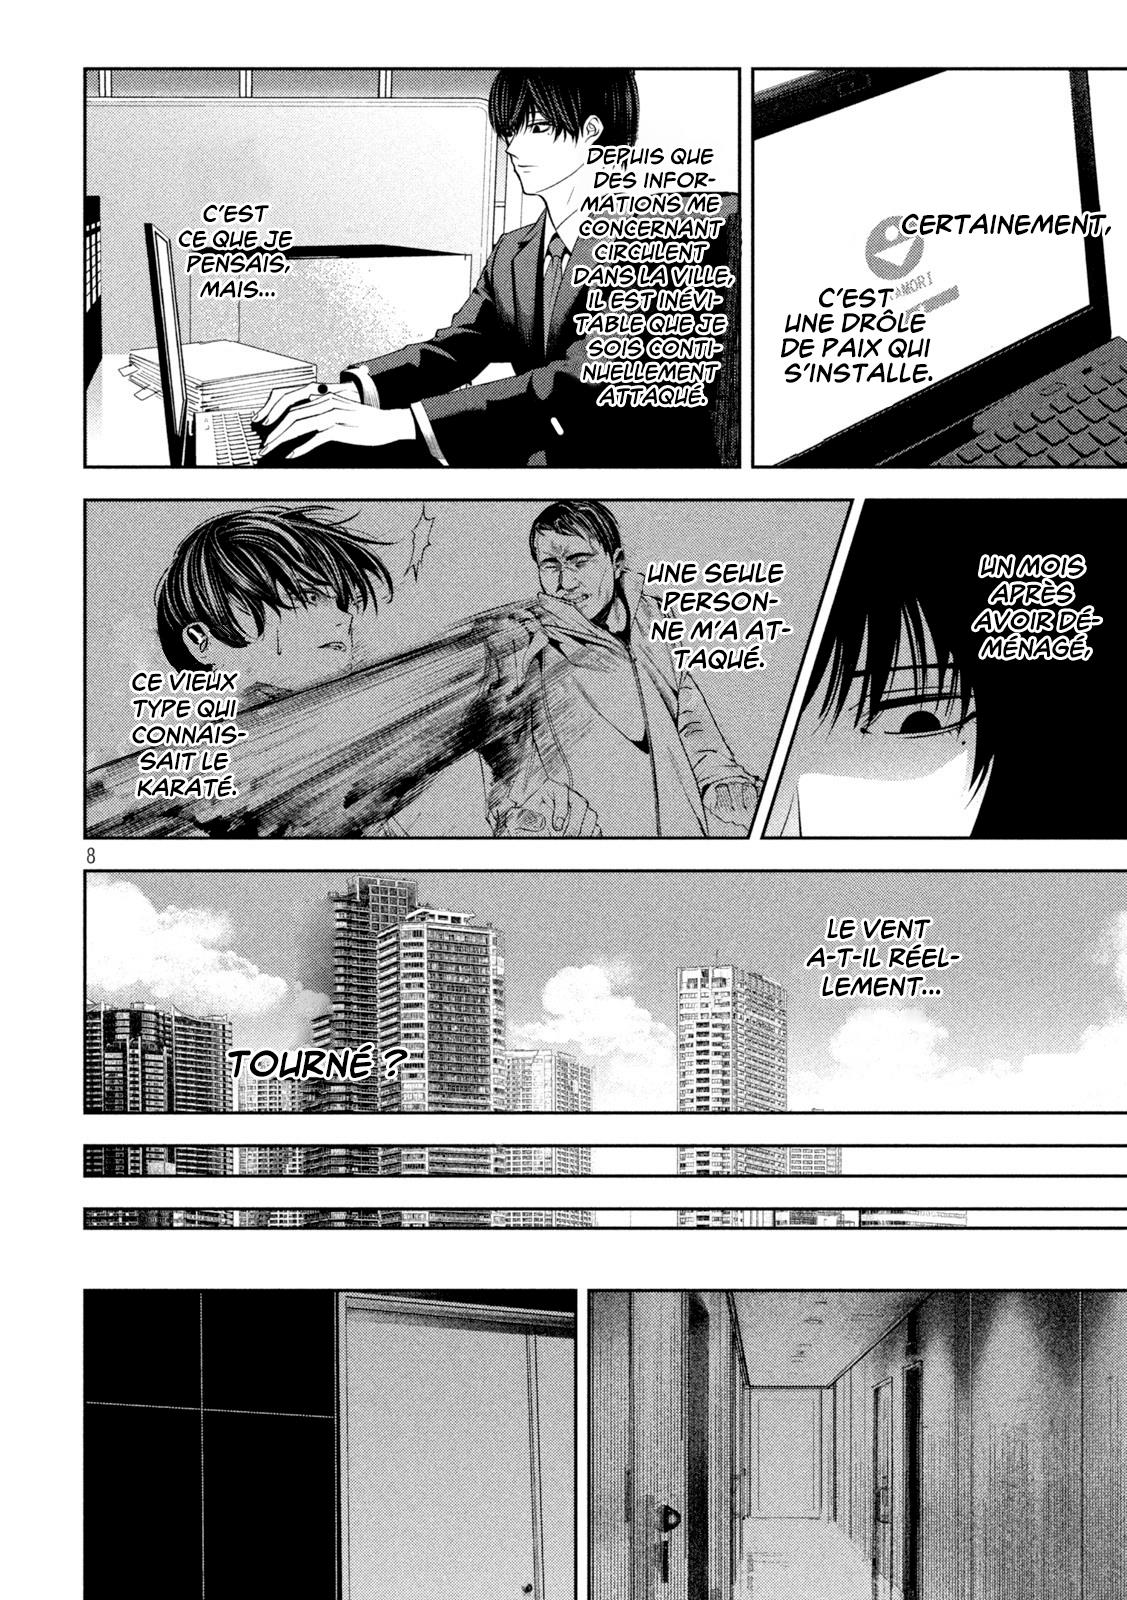 CERTAINEMENT,
C'EST
UNE DRÔLE
DE PAIX QUI
S'INSTALLE.
DEPUIS QUE
DES INFOR-
MATIONS ME
CONCERNANT
CIRCULENT
DANS LA VILLE,
IL EST INÉVI-
TABLE QUE JE
SOIS CONTI-
NUELLEMENT
ATTAQUÉ.
C'EST
CE QUE JE
PENSAIS,
MAIS...
UN MOIS
APRÈS
AVOIR DÉ-
MÉNAGÉ,
UNE SEULE
PERSON-
NE M'A AT-
TAQUÉ.
CE VIEUX
TYPE QUI
CONNAIS-
SAIT LE
KARATÉ.
8
LE VENT
A-T-IL RÉEL-
LEMENT...
TOURNÉ ?